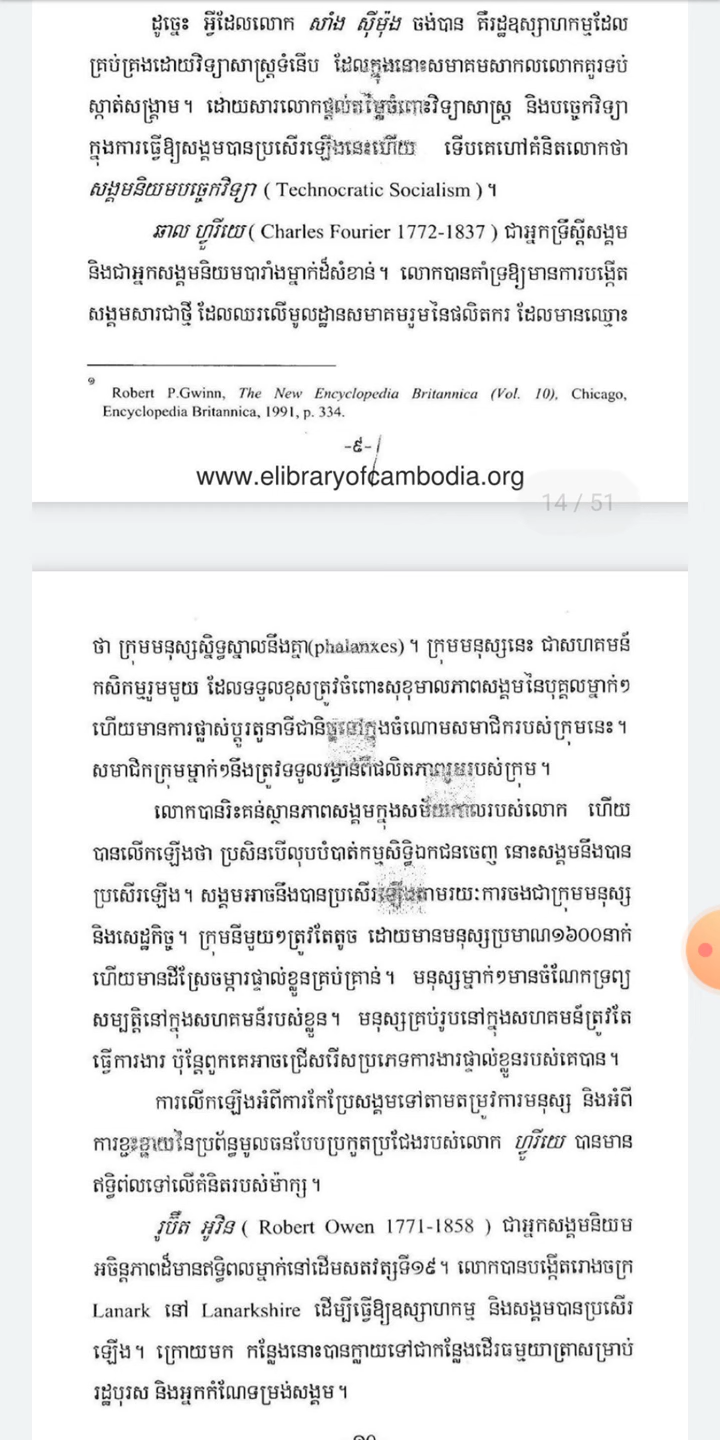 ដូច្នេះ អ្វីដែលលោក សាំង ស៊ីម៉ុង ចង់បាន គឺរដ្ឋឧស្សាហកម្មដែល
គ្រប់គ្រងដោយវិទ្យាសាស្ត្រទំនើប ដែលក្នុងនោះសមាគមសាកលលោកគួរទប់
ស្កាត់សង្គ្រាម។ ដោយសារលោកផ្តល់តម្លៃចំពោះវិទ្យាសាស្ត្រ និងបច្ចេកវិទ្យា
ក្នុងការធ្វើឱ្យសង្គមបានប្រសើរឡើងនេះហើយ ទើបគេហៅគំនិតលោកថា
សង្គមនិយមបច្ចេកវិទ្យា ( Technocratic Socialism ) ។
ឆាល ហ្វូរីយេ ( Charles Fourier 1772-1837 ) ជាអ្នកទ្រឹស្តីសង្គម
និងជាអ្នកសង្គមនិយមបារាំងម្នាក់ដ៏សំខាន់។ លោកបានគាំទ្រឱ្យមានការបង្កើត
សង្គមសារជាថ្មី ដែលឈរលើមូលដ្ឋានសមាគមរួមនៃផលិតករ ដែលមានឈ្មោះ
១ Robert P.Gwinn, The New Encyclopedia Britannica (Vol. 10), Chicago,
Encyclopedia Britannica, 1991, p. 334.
-៩-
www.elibraryofcambodia.org
14 / 51
ថា ក្រុមមនុស្សស្និទ្ធស្នាលនឹងគ្នា(phalanxes) ។ ក្រុមមនុស្សនេះ ជាសហគមន៍
កសិកម្មរួមមួយ ដែលទទួលខុសត្រូវចំពោះសុខុមាលភាពសង្គមនៃបុគ្គលម្នាក់ៗ
ហើយមានការផ្លាស់ប្តូរតួនាទីជានិច្ចនៅក្នុងចំណោមសមាជិករបស់ក្រុមនេះ។
សមាជិកក្រុមម្នាក់ៗនឹងត្រូវទទួលរង្វាន់ពីផលិតភាពរួមរបស់ក្រុម។
លោកបានរិះគន់ស្ថានភាពសង្គមក្នុងសម័យកាលរបស់លោក ហើយ
បានលើកឡើងថា ប្រសិនបើលុបបំបាត់កម្មសិទ្ធិឯកជនចេញ នោះសង្គមនឹងបាន
ប្រសើរឡើង។ សង្គមអាចនឹងបានប្រសើរឡើងតាមរយៈការចងជាក្រុមមនុស្ស
និងសេដ្ឋកិច្ច។ ក្រុមនីមួយៗត្រូវតែតូច ដោយមានមនុស្សប្រមាណ១៦០០នាក់
ហើយមានដីស្រែចម្ការផ្ទាល់ខ្លួនគ្រប់គ្រាន់។ មនុស្សម្នាក់ៗមានចំណែកទ្រព្យ
សម្បត្តិនៅក្នុងសហគមន៍របស់ខ្លួន។ មនុស្សគ្រប់រូបនៅក្នុងសហគមន៍ត្រូវតែ
ធ្វើការងារ ប៉ុន្តែពួកគេអាចជ្រើសរើសប្រភេទការងារផ្ទាល់ខ្លួនរបស់គេបាន។
ការលើកឡើងអំពីការកែប្រែសង្គមទៅតាមតម្រូវការមនុស្ស និងអំពី
ការខ្ជះខ្ជាយនៃប្រព័ន្ធមូលធនបែបប្រកួតប្រជែងរបស់លោក ហ្វូរីយេ បានមាន
ឥទ្ធិពលទៅលើគំនិតរបស់ម៉ាក្ស។
រូប៊ឺត អូវិន ( Robert Owen 1771-1858 ) ជាអ្នកសង្គមនិយម
អចិន្តភាពដ៏មានឥទ្ធិពលម្នាក់នៅដើមសតវត្សទី១៩។ លោកបានបង្កើតរោងចក្រ
Lanark នៅ Lanarkshire ដើម្បីធ្វើឱ្យឧស្សាហកម្ម និងសង្គមបានប្រសើរ
ឡើង។ ក្រោយមក កន្លែងនោះបានក្លាយទៅជាកន្លែងដើរធម្មយាត្រាសម្រាប់
រដ្ឋបុរស និងអ្នកកំណែទម្រង់សង្គម។